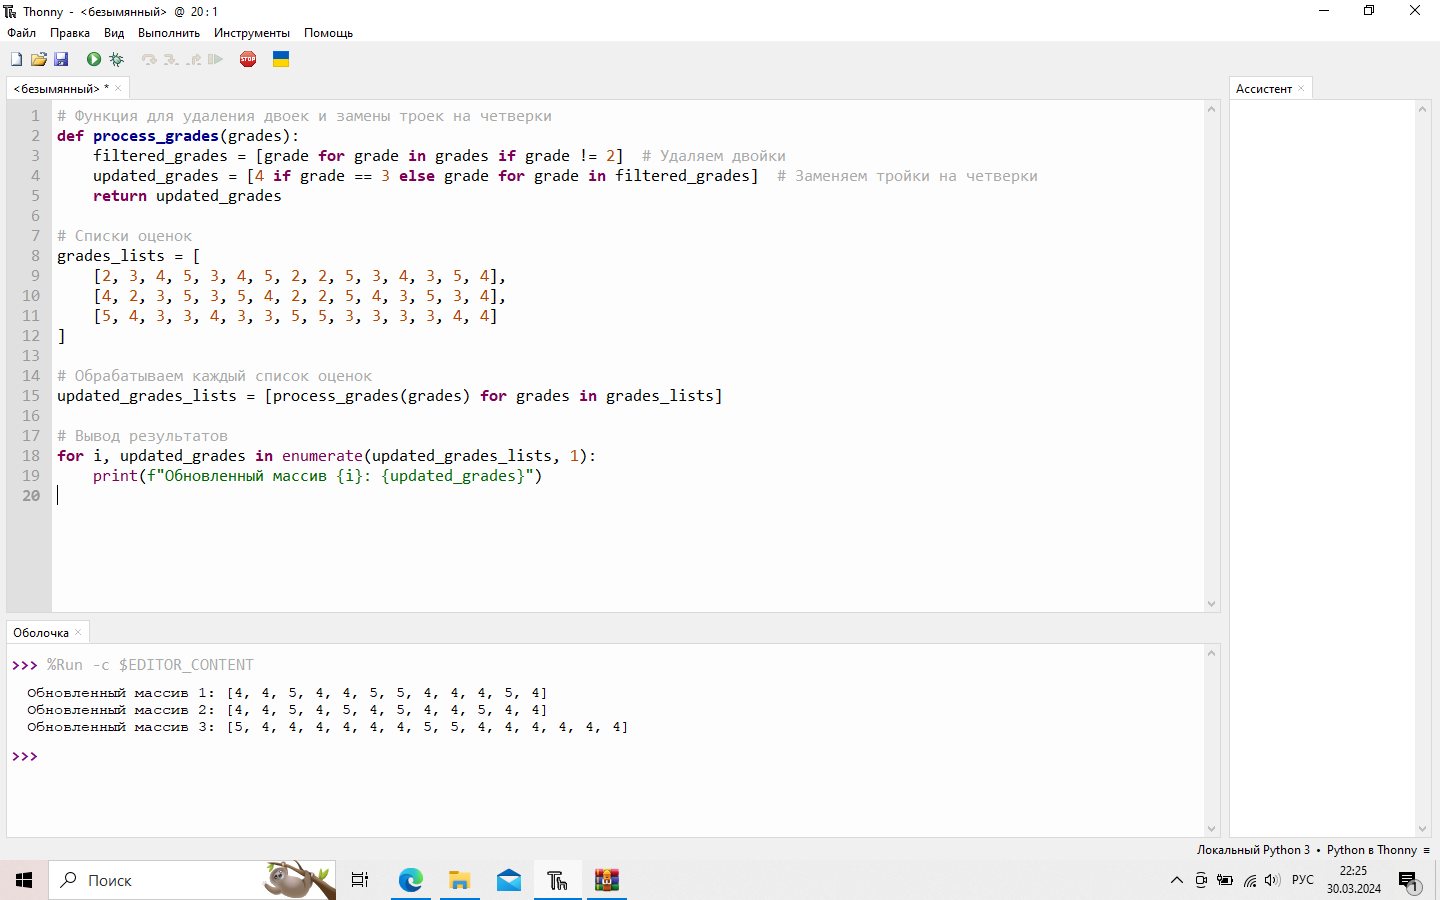 Thonny - <безымянный> @ 20 : 1
Файл Правка Вид Выполнить Инструменты Помощь
STOP
<безымянный> * ×
Ассистент ×
1 # Функция для удаления двоек и замены троек на четверки
2 def process_grades(grades):
3     filtered_grades = [grade for grade in grades if grade != 2]  # Удаляем двойки
4     updated_grades = [4 if grade == 3 else grade for grade in filtered_grades]  # Заменяем тройки на четверки
5     return updated_grades
6
7 # Списки оценок
8 grades_lists = [
9     [2, 3, 4, 5, 3, 4, 5, 2, 2, 5, 3, 4, 3, 5, 4],
10     [4, 2, 3, 5, 3, 5, 4, 2, 2, 5, 4, 3, 5, 3, 4],
11     [5, 4, 3, 3, 4, 3, 3, 5, 5, 3, 3, 3, 3, 4, 4]
12 ]
13
14 # Обрабатываем каждый список оценок
15 updated_grades_lists = [process_grades(grades) for grades in grades_lists]
16
17 # Вывод результатов
18 for i, updated_grades in enumerate(updated_grades_lists, 1):
19     print(f"Обновленный массив {i}: {updated_grades}")
20
Оболочка ×
>>> %Run -c $EDITOR_CONTENT
Обновленный массив 1: [4, 4, 5, 4, 4, 5, 5, 4, 4, 4, 5, 4]
Обновленный массив 2: [4, 4, 5, 4, 5, 4, 5, 4, 4, 5, 4, 4]
Обновленный массив 3: [5, 4, 4, 4, 4, 4, 4, 5, 5, 4, 4, 4, 4, 4, 4]
>>>
Локальный Python 3 • Python в Thonny ≡
Поиск
РУС
22:25
30.03.2024
1